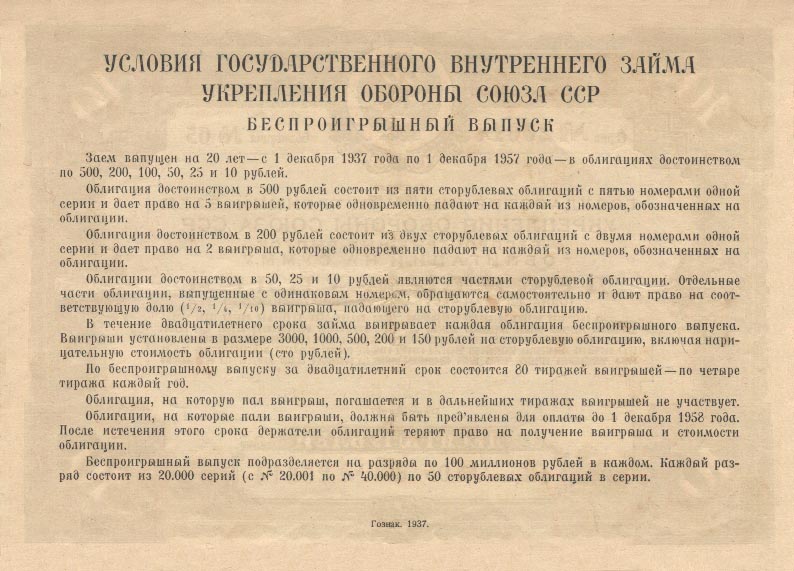 УСЛОВИЯ ГОСУДАРСТВЕННОГО ВНУТРЕННЕГО ЗАЙМА
УКРЕПЛЕНИЯ ОБОРОНЫ СОЮЗА ССР
БЕСПРОИГРЫШНЫЙ ВЫПУСК
Заем выпущен на 20 лет—с 1 декабря 1937 года по 1 декабря 1957 года—в облигациях достоинством
по 500, 200, 100, 50, 25 и 10 рублей.
Облигация достоинством в 500 рублей состоит из пяти сторублевых облигаций с пятью номерами одной
серии и дает право на 5 выигрышей, которые одновременно падают на каждый из номеров, обозначенных на
облигации.
Облигация достоинством в 200 рублей состоит из двух сторублевых облигаций с двумя номерами одной
серии и дает право на 2 выигрыша, которые одновременно падают на каждый из номеров, обозначенных на
облигации.
Облигации достоинством в 50, 25 и 10 рублей являются частями сторублевой облигации. Отдельные
части облигации, выпущенные с одинаковым номером, обращаются самостоятельно и дают право на соот-
ветствующую долю (1/2, 1/4, 1/10) выигрыша, падающего на сторублевую облигацию.
В течение двадцатилетнего срока займа выигрывает каждая облигация беспроигрышного выпуска.
Выигрыши установлены в размере 3000, 1000, 500, 200 и 150 рублей на сторублевую облигацию, включая нари-
цательную стоимость облигации (сто рублей).
По беспроигрышному выпуску за двадцатилетний срок состоится 80 тиражей выигрышей—по четыре
тиража каждый год.
Облигация, на которую пал выигрыш, погашается и в дальнейших тиражах выигрышей не участвует.
Облигации, на которые пали выигрыши, должны быть пред'явлены для оплаты до 1 декабря 1958 года.
После истечения этого срока держатели облигаций теряют право на получение выигрыша и стоимости
облигации.
Беспроигрышный выпуск подразделяется на разряды по 100 миллионов рублей в каждом. Каждый раз-
ряд состоит из 20.000 серий (с № 20.001 по № 40.000) по 50 сторублевых облигаций в серии.
Гознак. 1937.